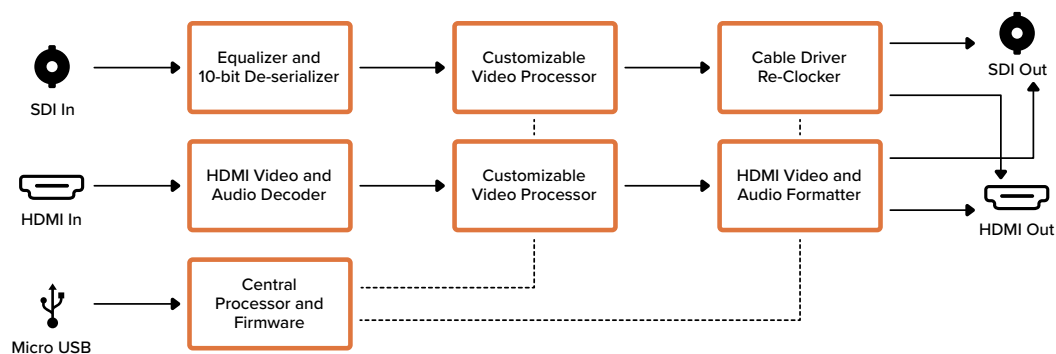 SDI In
Equalizer and
10-bit De-serializer
Customizable
Video Processor
Cable Driver
Re-Clocker
SDI Out
HDMI In
HDMI Video and
Audio Decoder
Customizable
Video Processor
HDMI Video and
Audio Formatter
HDMI Out
Micro USB
Central
Processor and
Firmware